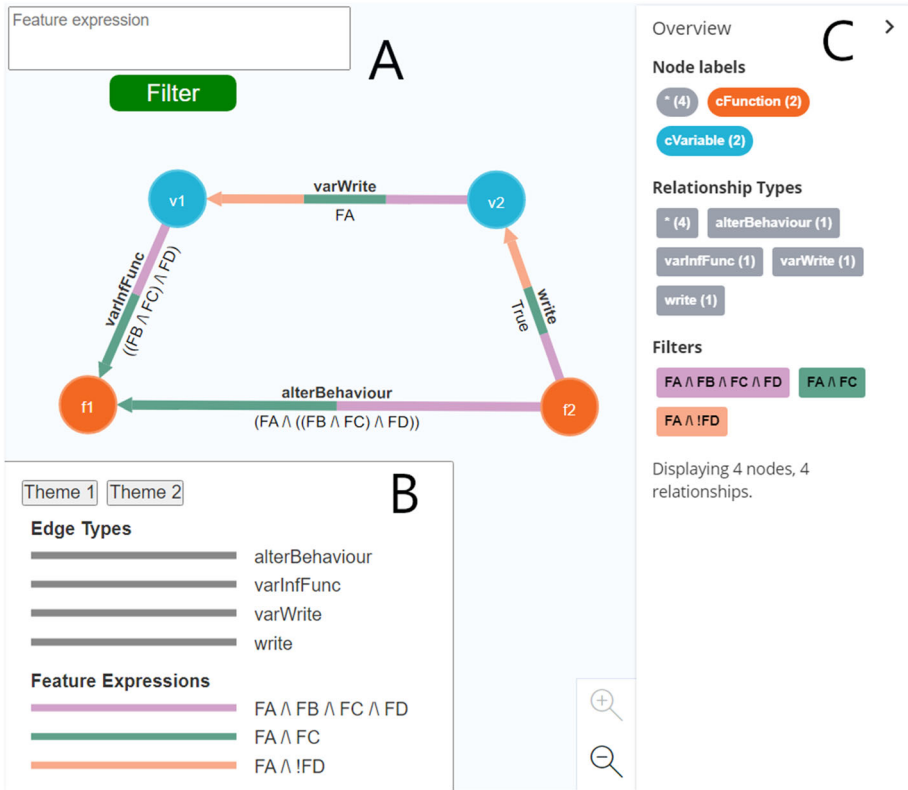 Feature expression
A
Filter
v1
varWrite
FA
v2
varInfFunc
((FB /\ FC) /\ FD)
write
True
f1
alterBehaviour
(FA /\ ((FB /\ FC) /\ FD))
f2
Theme 1 Theme 2
B
Edge Types
alterBehaviour
varInfFunc
varWrite
write
Feature Expressions
FA /\ FB /\ FC /\ FD
FA /\ FC
FA /\ !FD
Overview
C
Node labels
* (4) cFunction (2)
cVariable (2)
Relationship Types
* (4) alterBehaviour (1)
varInfFunc (1) varWrite (1)
write (1)
Filters
FA /\ FB /\ FC /\ FD FA /\ FC
FA /\ !FD
Displaying 4 nodes, 4
relationships.